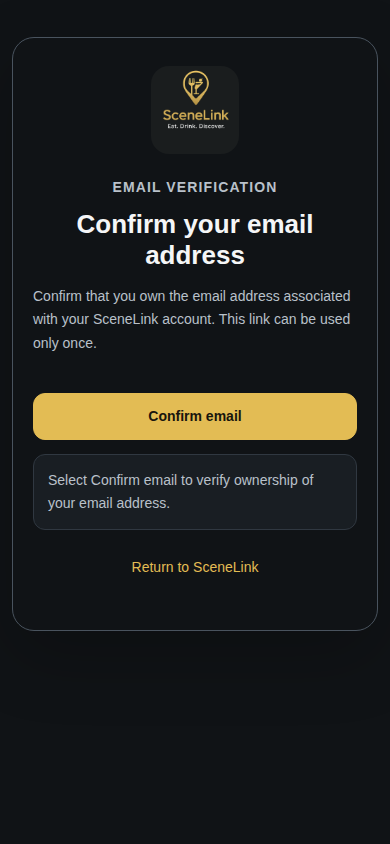 SceneLink
Eat. Drink. Discover.
EMAIL VERIFICATION
Confirm your email
address
Confirm that you own the email address associated
with your SceneLink account. This link can be used
only once.
Confirm email
Select Confirm email to verify ownership of
your email address.
Return to SceneLink